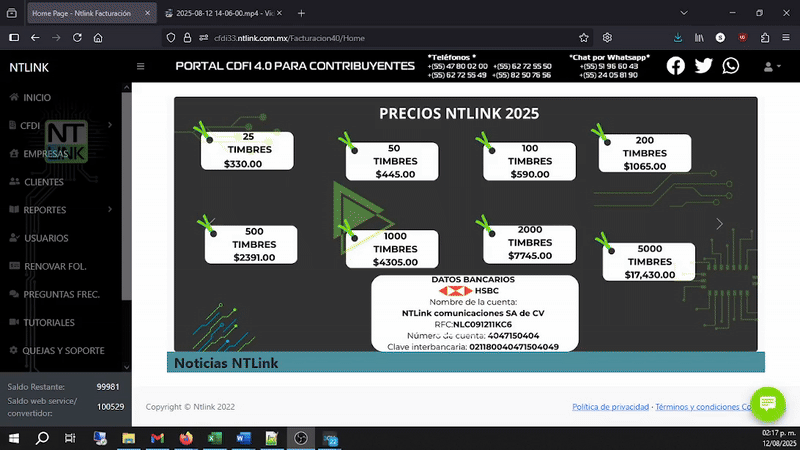 Home Page - Ntlink Facturación
2025-08-12 14-06-00.mp4 - Vic
cfdi33.ntlink.com.mx/Facturacion40/Home
NTLINK
PORTAL CDFI 4.0 PARA CONTRIBUYENTES
*Teléfonos *
+(55) 47 80 02 00 +(55) 62 72 55 50
+(55) 62 72 55 49 +(55) 82 50 76 56
*Chat por Whatsapp*
+(55) 51 96 60 43
+(55) 24 05 81 90
INICIO
CFDI
NT
LINK
EMPRESAS
CLIENTES
REPORTES
USUARIOS
RENOVAR FOL.
PREGUNTAS FREC.
TUTORIALES
QUEJAS Y SOPORTE
Saldo Restante: 99981
Saldo web service/
convertidor: 100529
PRECIOS NTLINK 2025
25
TIMBRES
$330.00
50
TIMBRES
$445.00
100
TIMBRES
$590.00
200
TIMBRES
$1065.00
500
TIMBRES
$2391.00
1000
TIMBRES
$4305.00
2000
TIMBRES
$7745.00
5000
TIMBRES
$17,430.00
DATOS BANCARIOS
HSBC
Nombre de la cuenta:
NTLink comunicaciones SA de CV
RFC:NLC091211KC6
Número de cuenta: 4047150404
Clave interbancaria: 021180040471504049
Noticias NTLink
Copyright © Ntlink 2022
Política de privacidad · Términos y condiciones
02:17 p. m.
12/08/2025